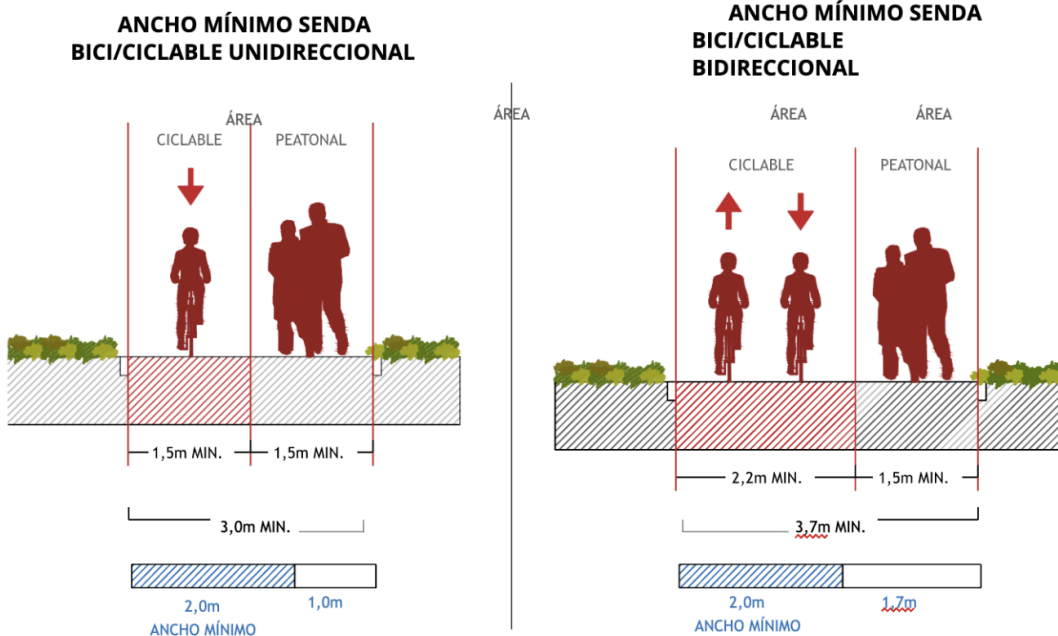 ANCHO MÍNIMO SENDA
BICI/CICLABLE UNIDIRECCIONAL
ÁREA
CICLABLE PEATONAL
1,5m MIN. 1,5m MIN.
3,0m MIN.
2,0m 1,0m
ANCHO MÍNIMO
ANCHO MÍNIMO SENDA
BICI/CICLABLE
BIDIRECCIONAL
ÁREA ÁREA ÁREA
CICLABLE PEATONAL
2,2m MIN. 1,5m MIN.
3,7m MIN.
2,0m 1,7m
ANCHO MÍNIMO